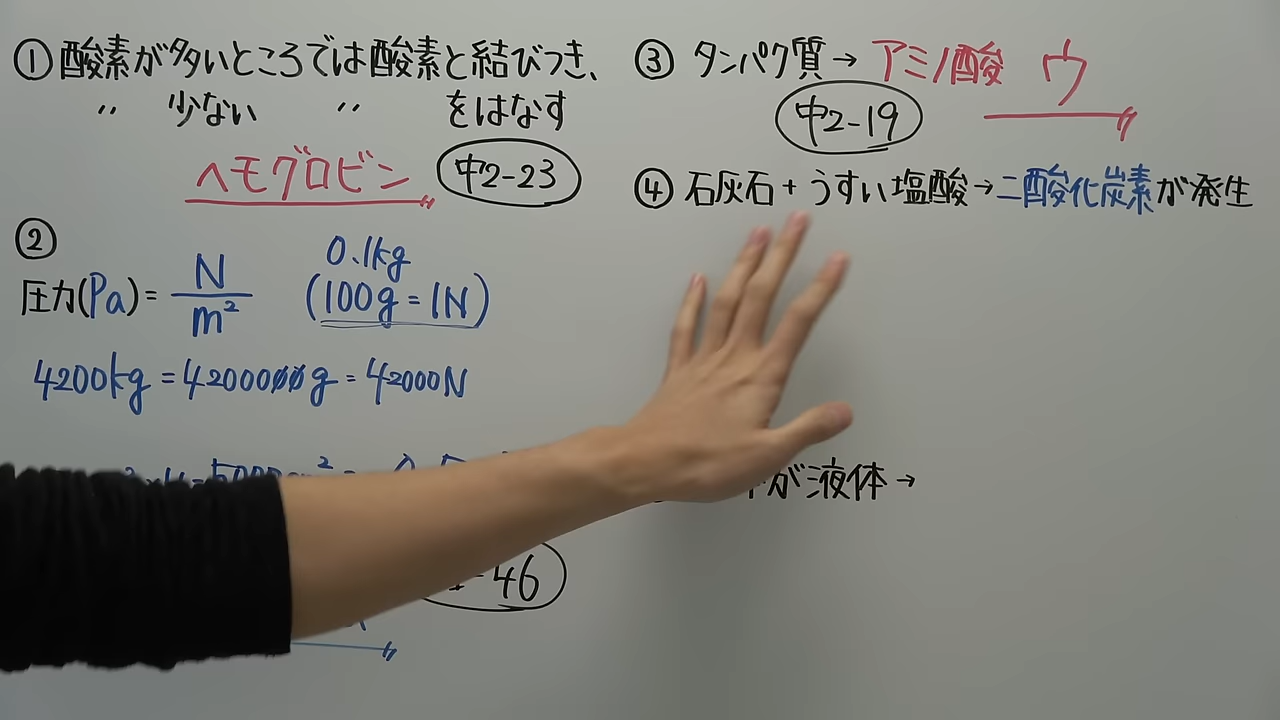 ① 酸素が多いところでは酸素と結びつき、
〃 少ない 〃 をはなす
ヘモグロビン 中2-23
②
圧力(Pa) = N/m²
0.1kg
(100g = 1N)
4200kg = 4200000g = 42000N
46
③ タンパク質 → アミノ酸 ウ
中2-19
④ 石灰石 + うすい塩酸 → 二酸化炭素が発生
が液体 →